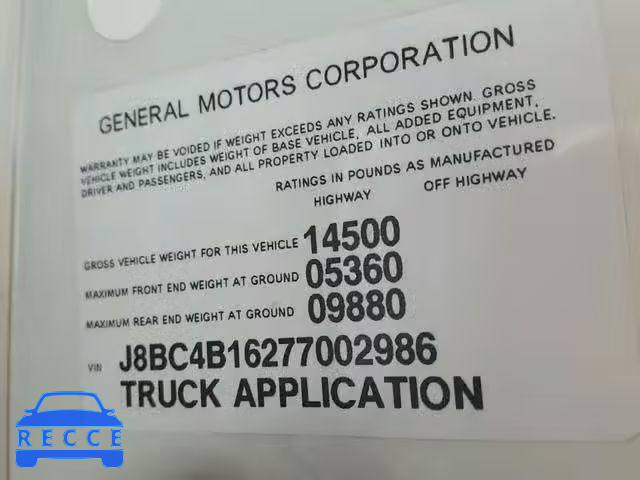 GENERAL MOTORS CORPORATION
WARRANTY MAY BE VOIDED IF WEIGHT EXCEEDS ANY RATINGS SHOWN. GROSS
VEHICLE WEIGHT INCLUDES WEIGHT OF BASE VEHICLE, ALL ADDED EQUIPMENT,
DRIVER AND PASSENGERS, AND ALL PROPERTY LOADED INTO OR ONTO VEHICLE.
RATINGS IN POUNDS AS MANUFACTURED
HIGHWAY OFF HIGHWAY
GROSS VEHICLE WEIGHT FOR THIS VEHICLE 14500
MAXIMUM FRONT END WEIGHT AT GROUND 05360
MAXIMUM REAR END WEIGHT AT GROUND 09880
VIN J8BC4B16277002986
TRUCK APPLICATION
RECCE